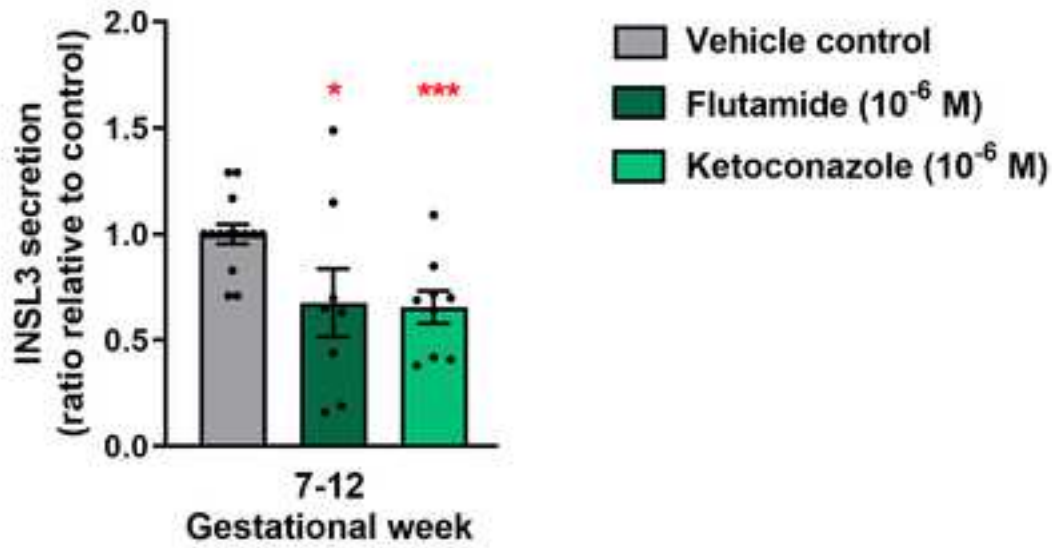 INSL3 secretion
(ratio relative to control)
2.0
1.5
1.0
0.5
0.0
*
***
7-12
Gestational week
Vehicle control
Flutamide (10⁻⁶ M)
Ketoconazole (10⁻⁶ M)